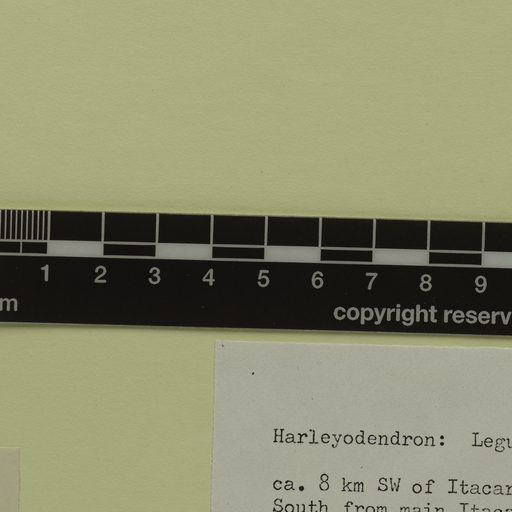 1 2 3 4 5 6 7 8 9
m copyright reserv
Harleyodendron: Legu
ca. 8 km SW of Itacar
South from main Itaca